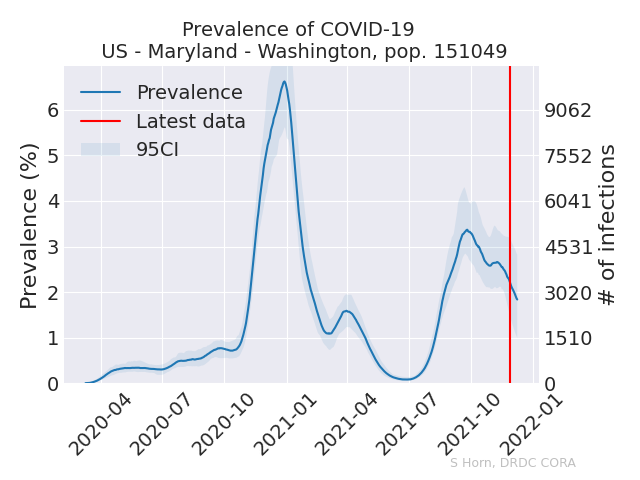 Prevalence of COVID-19
US - Maryland - Washington, pop. 151049
Prevalence
Latest data
95CI
Prevalence (%)
6
5
4
3
2
1
0
9062
7552
6041
4531
3020
1510
0
# of infections
2020-04
2020-07
2020-10
2021-01
2021-04
2021-07
2021-10
2022-01
S Horn, DRDC CORA